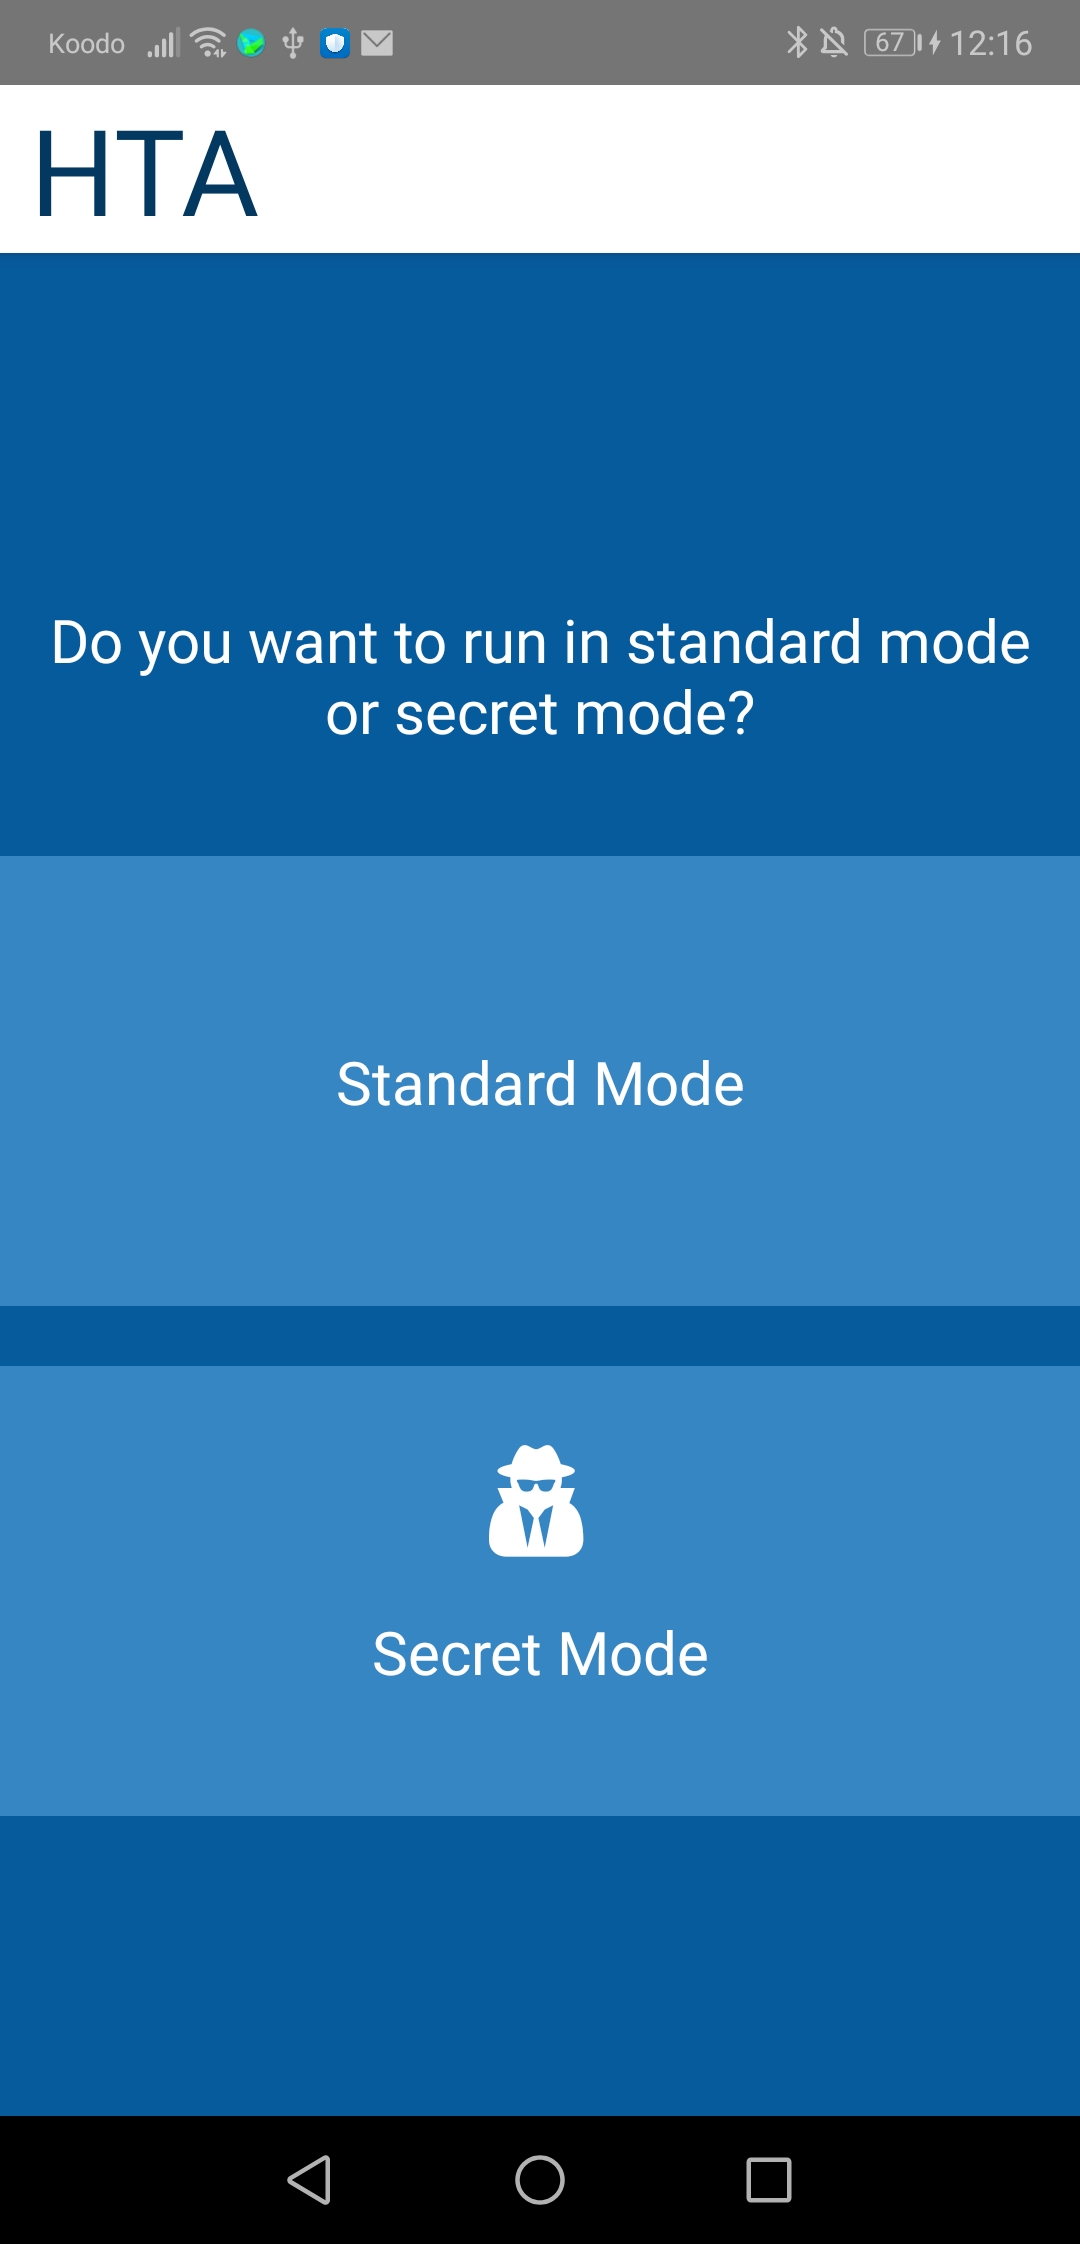 Koodo 67 12:16
HTA
Do you want to run in standard mode
or secret mode?
Standard Mode
Secret Mode